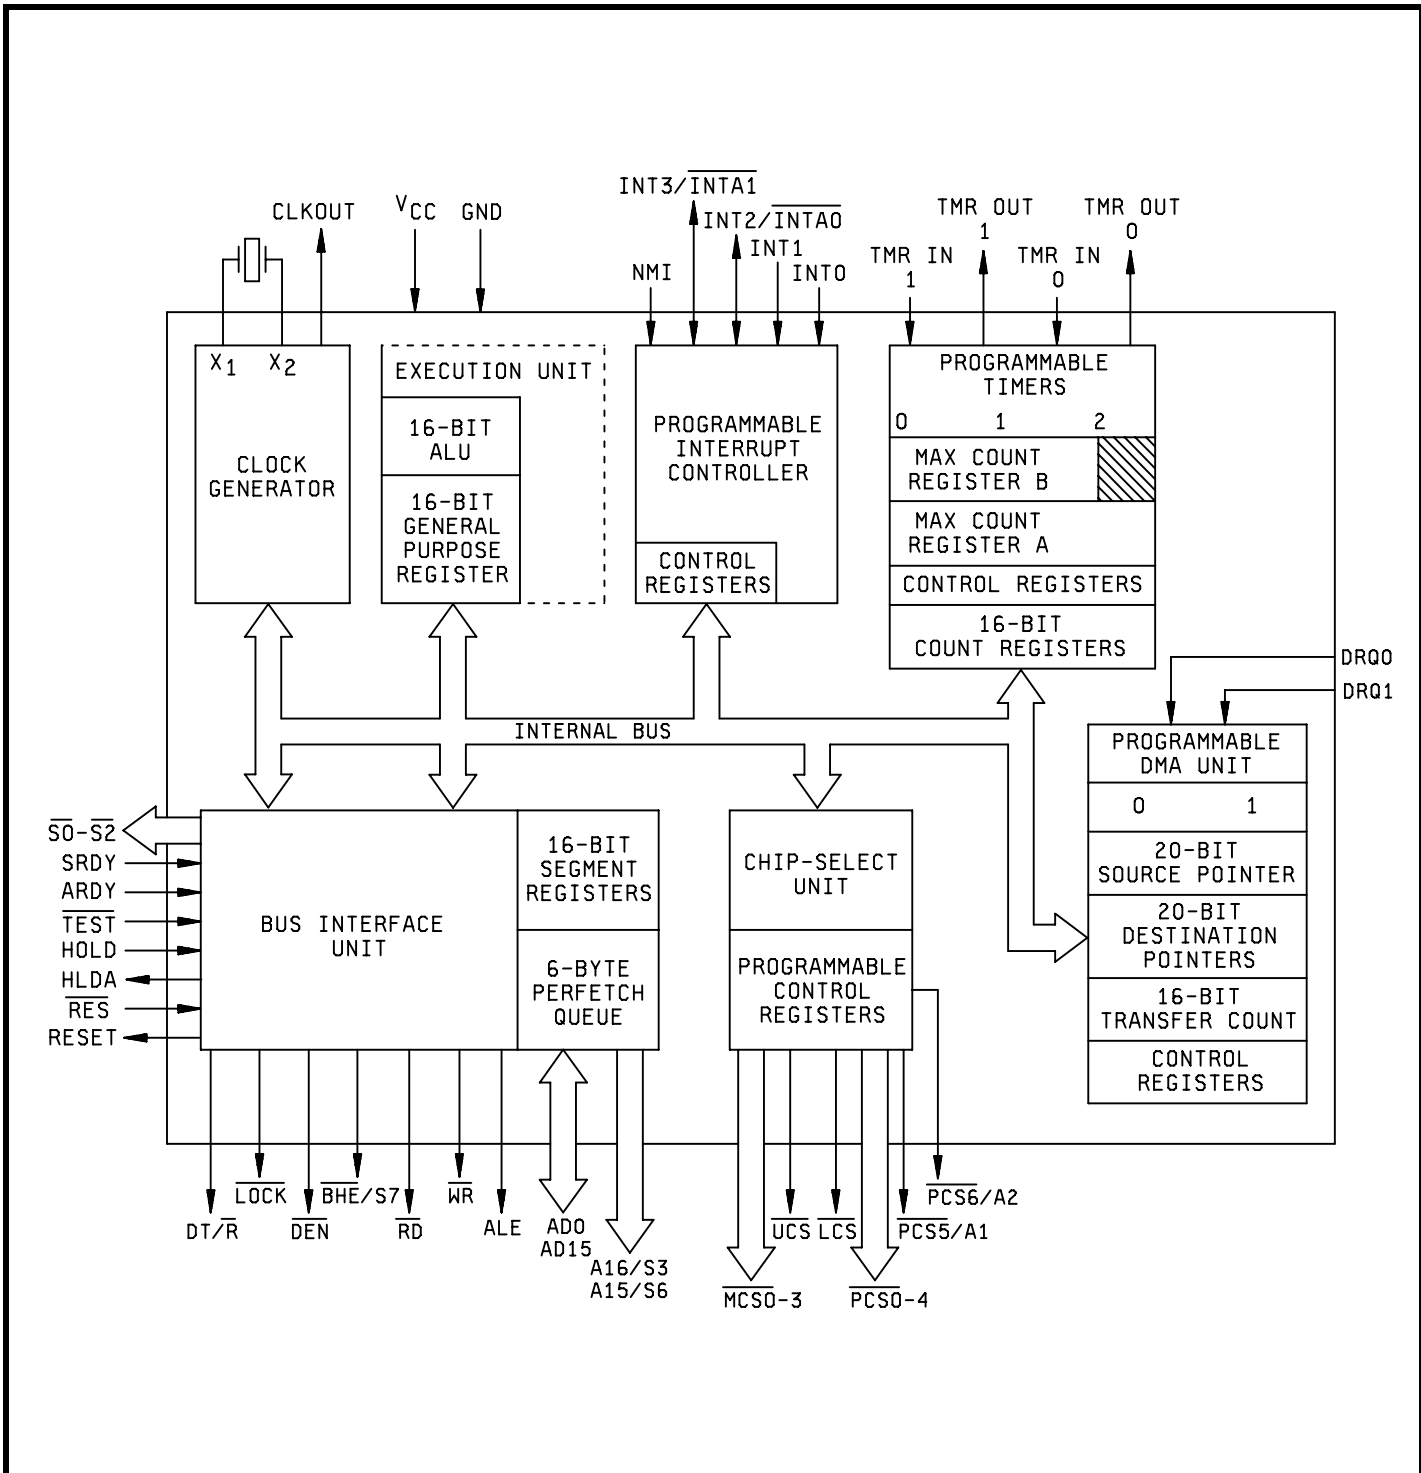 INT3/INTA1
CLKOUT
VCC
GND
INT2/INTA0
TMR OUT
1
TMR OUT
0
NMI
INT1
INT0
TMR IN
1
TMR IN
0
X1
X2
CLOCK
GENERATOR
EXECUTION UNIT
16-BIT
ALU
16-BIT
GENERAL
PURPOSE
REGISTER
PROGRAMMABLE
INTERRUPT
CONTROLLER
CONTROL
REGISTERS
PROGRAMMABLE
TIMERS
0 1 2
MAX COUNT
REGISTER B
MAX COUNT
REGISTER A
CONTROL REGISTERS
16-BIT
COUNT REGISTERS
DRQ0
DRQ1
INTERNAL BUS
PROGRAMMABLE
DMA UNIT
0 1
20-BIT
SOURCE POINTER
20-BIT
DESTINATION
POINTERS
16-BIT
TRANSFER COUNT
CONTROL
REGISTERS
S0-S2
SRDY
ARDY
TEST
HOLD
HLDA
RES
RESET
BUS INTERFACE
UNIT
16-BIT
SEGMENT
REGISTERS
6-BYTE
PERFETCH
QUEUE
CHIP-SELECT
UNIT
PROGRAMMABLE
CONTROL
REGISTERS
DT/R
LOCK
DEN
BHE/S7
RD
WR
ALE
AD0
AD15
A16/S3
A15/S6
MCS0-3
UCS
LCS
PCS0-4
PCS5/A1
PCS6/A2